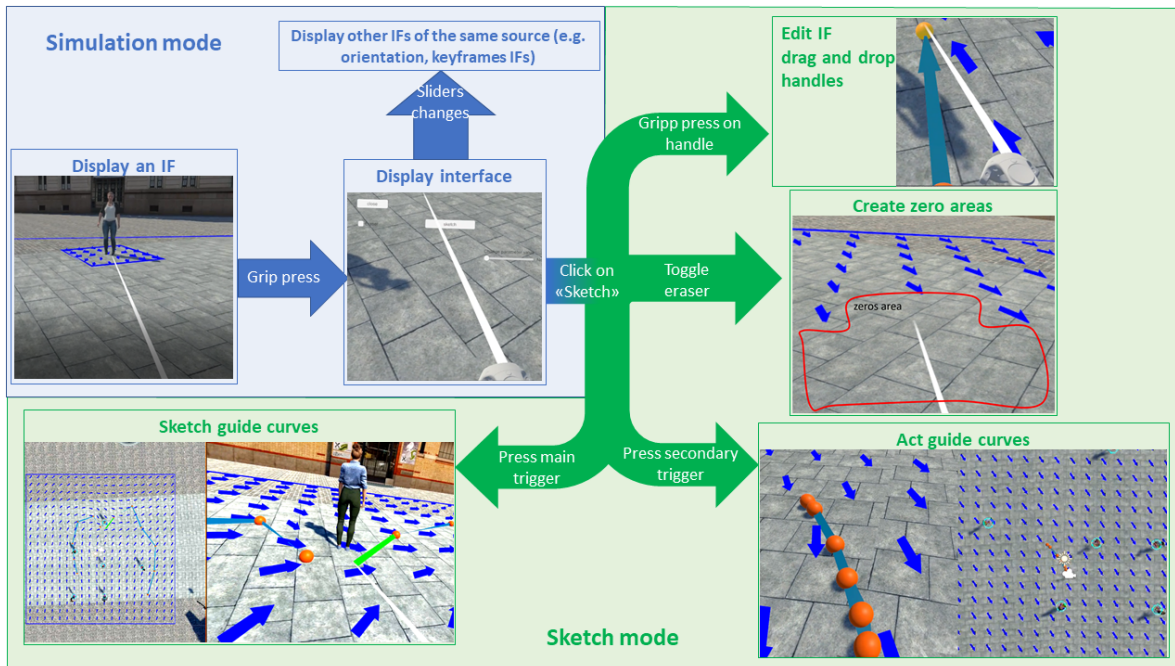 Simulation mode
Display other IFs of the same source (e.g.
orientation, keyframes IFs)
Sliders
changes
Display an IF
Grip press
Display interface
Click on
«Sketch»
Edit IF
drag and drop
handles
Gripp press on
handle
Create zero areas
Toggle
eraser
zeros area
Sketch guide curves
Press main
trigger
Press secondary
trigger
Act guide curves
Sketch mode